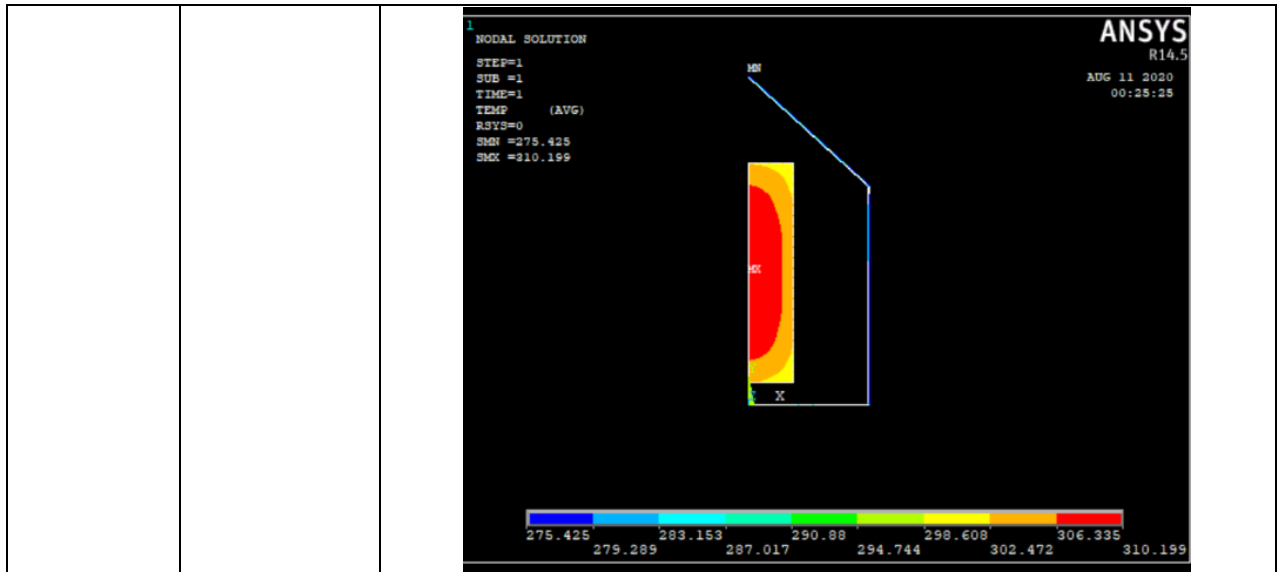 1
NODAL SOLUTION
STEP=1
SUB =1
TIME=1
TEMP (AVG)
RSYS=0
SMN =275.425
SMX =310.199
ANSYS
R14.5
AUG 11 2020
00:25:25
MN
MX
X
275.425 283.153 290.88 298.608 306.335
279.289 287.017 294.744 302.472 310.199